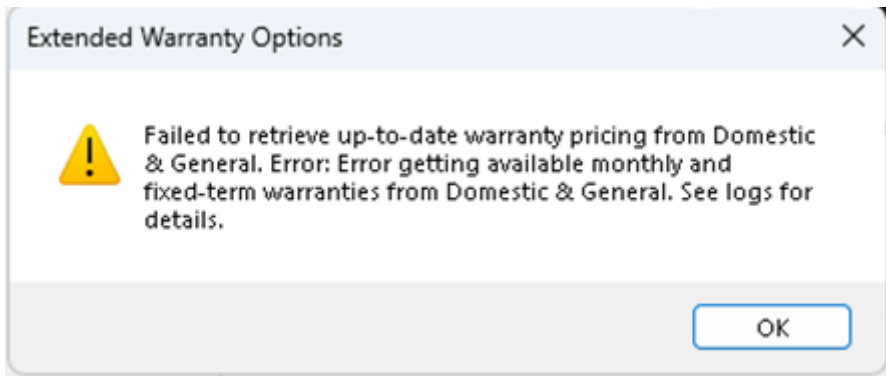 Extended Warranty Options
Failed to retrieve up-to-date warranty pricing from Domestic
& General. Error: Error getting available monthly and
fixed-term warranties from Domestic & General. See logs for
details.
OK